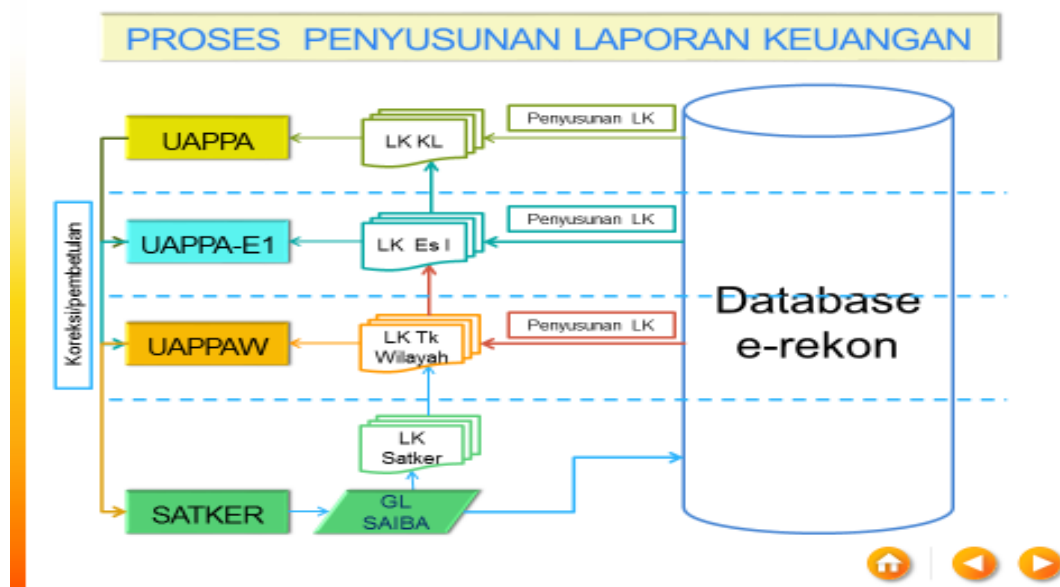 PROSES PENYUSUNAN LAPORAN KEUANGAN
UAPPA
LK KL
Penyusunan LK
Koreksi/pembetulan
UAPPA-E1
LK Es I
Penyusunan LK
UAPPAW
LK Tk
Wilayah
Penyusunan LK
Database
e-rekon
LK
Satker
SATKER
GL
SAIBA